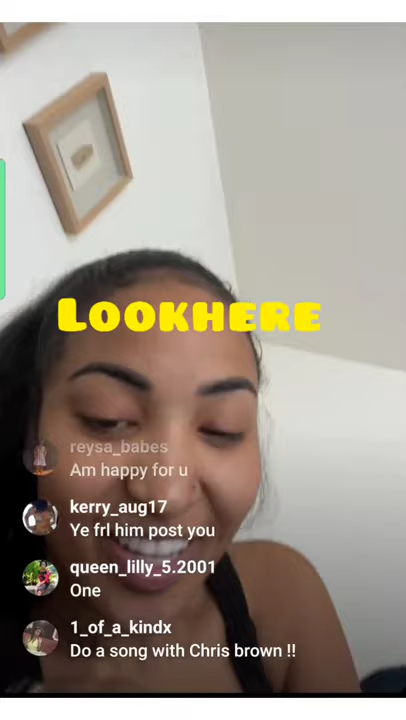 LOOKHERE
reysa_babes
Am happy for u
kerry_aug17
Ye frl him post you
queen_lilly_5.2001
One
1_of_a_kindx
Do a song with Chris brown !!